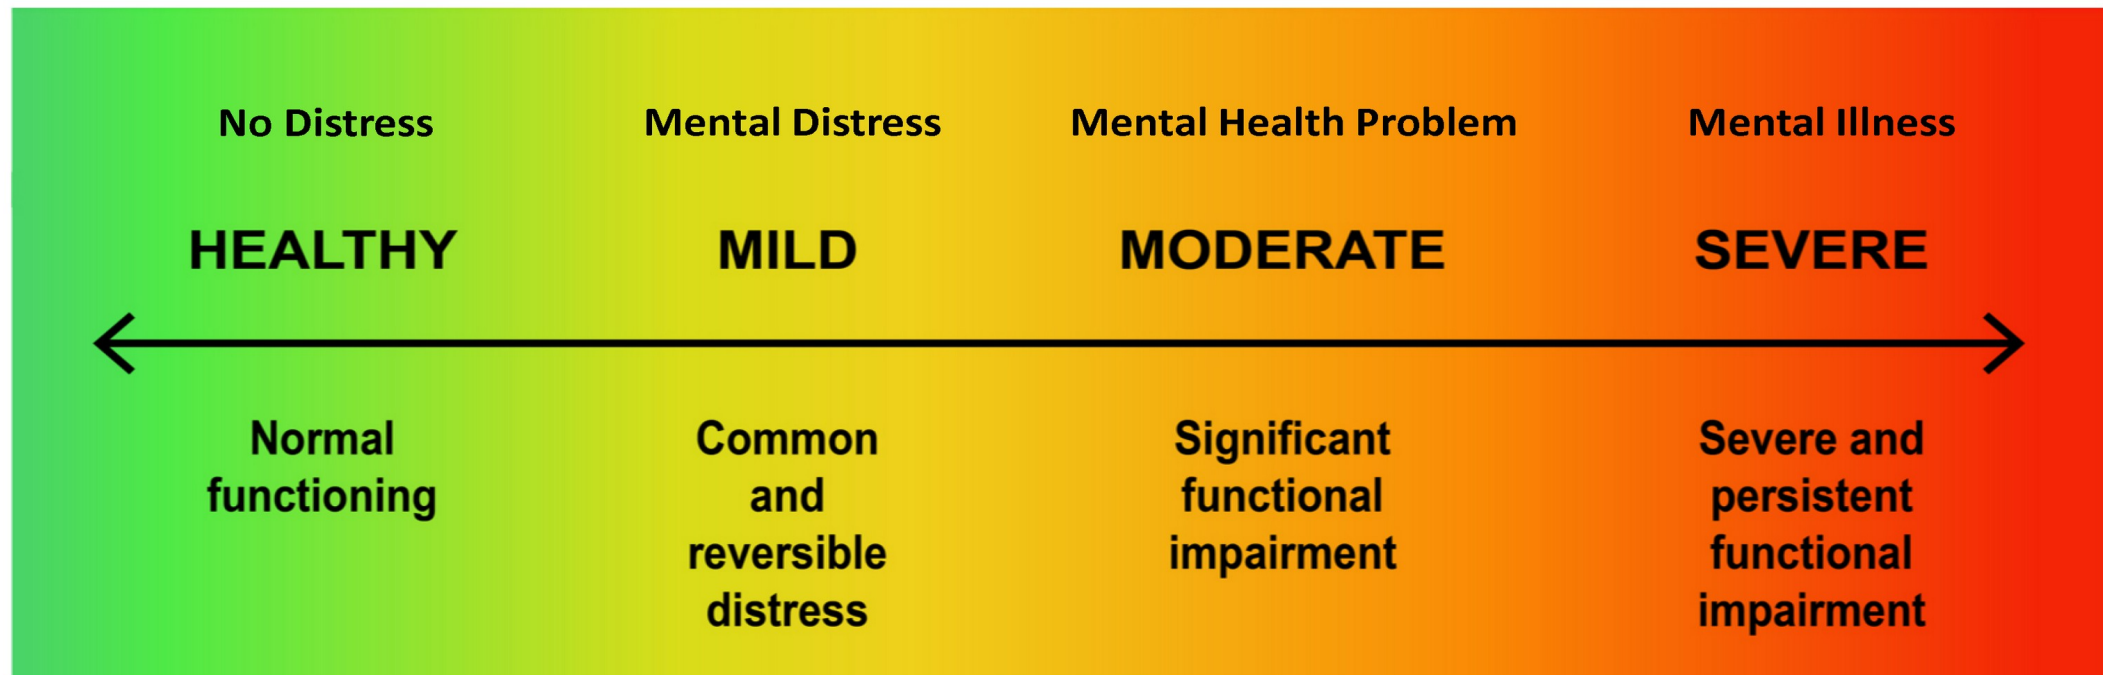 No Distress
Mental Distress
Mental Health Problem
Mental Illness
HEALTHY
MILD
MODERATE
SEVERE
Normal
functioning
Common
and
reversible
distress
Significant
functional
impairment
Severe and
persistent
functional
impairment